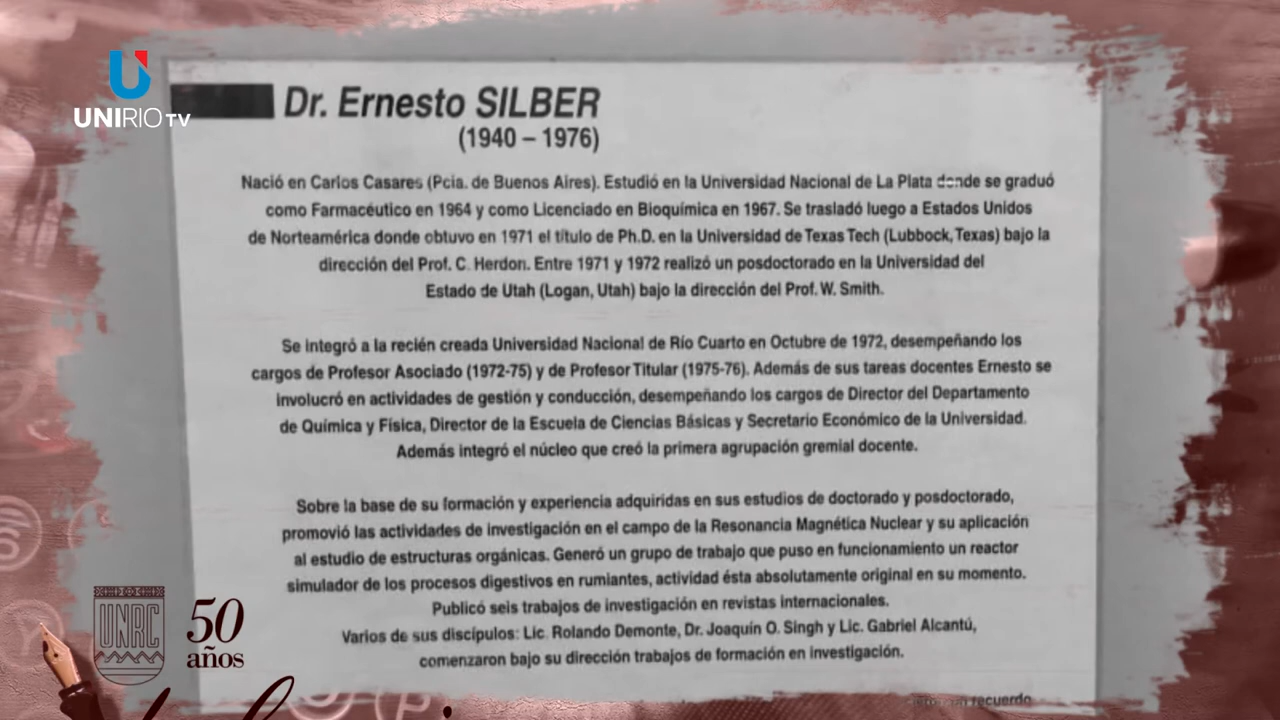 UNIRIO TV
Dr. Ernesto SILBER
(1940 – 1976)
Nació en Carlos Casares (Pcia. de Buenos Aires). Estudió en la Universidad Nacional de La Plata donde se graduó
como Farmacéutico en 1964 y como Licenciado en Bioquímica en 1967. Se trasladó luego a Estados Unidos
de Norteamérica donde obtuvo en 1971 el título de Ph.D. en la Universidad de Texas Tech (Lubbock, Texas) bajo la
dirección del Prof. C. Herdon. Entre 1971 y 1972 realizó un posdoctorado en la Universidad del
Estado de Utah (Logan, Utah) bajo la dirección del Prof. W. Smith.
Se integró a la recién creada Universidad Nacional de Río Cuarto en Octubre de 1972, desempeñando los
cargos de Profesor Asociado (1972-75) y de Profesor Titular (1975-76). Además de sus tareas docentes Ernesto se
involucró en actividades de gestión y conducción, desempeñando los cargos de Director del Departamento
de Química y Física, Director de la Escuela de Ciencias Básicas y Secretario Económico de la Universidad.
Además integró el núcleo que creó la primera agrupación gremial docente.
Sobre la base de su formación y experiencia adquiridas en sus estudios de doctorado y posdoctorado,
promovió las actividades de investigación en el campo de la Resonancia Magnética Nuclear y su aplicación
al estudio de estructuras orgánicas. Generó un grupo de trabajo que puso en funcionamiento un reactor
simulador de los procesos digestivos en rumiantes, actividad ésta absolutamente original en su momento.
Publicó seis trabajos de investigación en revistas internacionales.
Varios de sus discípulos: Lic. Rolando Demonte, Dr. Joaquín O. Singh y Lic. Gabriel Alcantú,
comenzaron bajo su dirección trabajos de formación en investigación.
recuerdo
UNRC
50
años